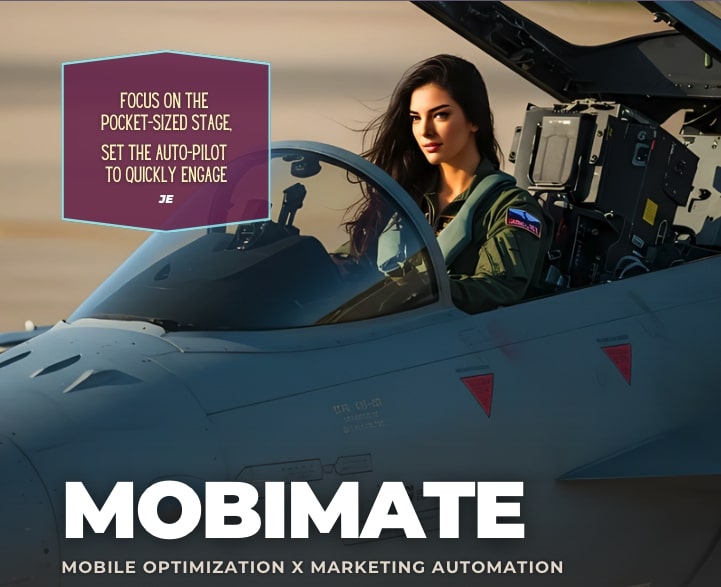 FOCUS ON THE
POCKET-SIZED STAGE,
SET THE AUTO-PILOT
TO QUICKLY ENGAGE
JE
MOBIMATE
MOBILE OPTIMIZATION X MARKETING AUTOMATION